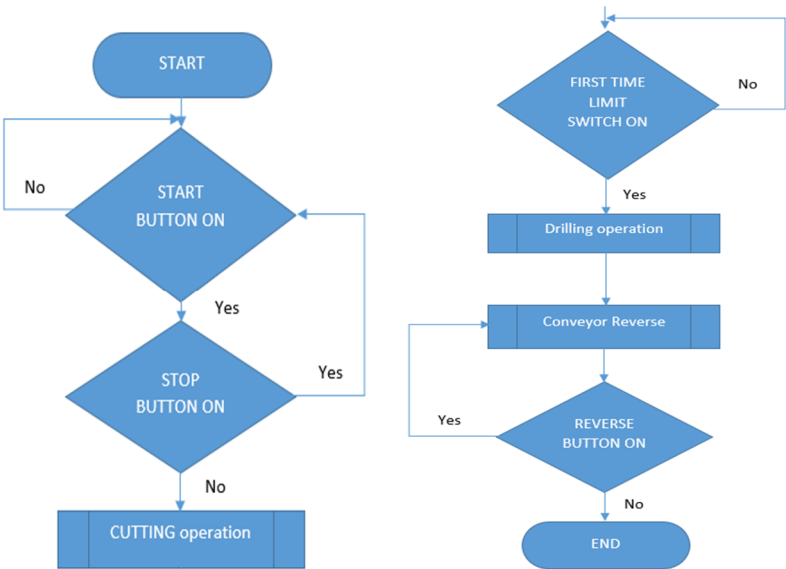 START
START
BUTTON ON
No
Yes
STOP
BUTTON ON
Yes
No
CUTTING operation
FIRST TIME
LIMIT
SWITCH ON
No
Yes
Drilling operation
Conveyor Reverse
REVERSE
BUTTON ON
Yes
No
END